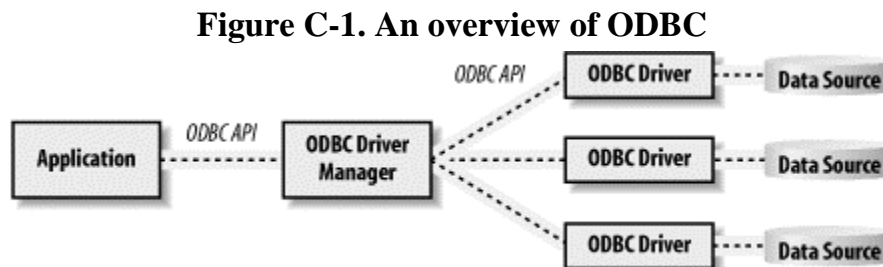 Figure C-1. An overview of ODBC
ODBC API
ODBC Driver
Data Source
Application
ODBC API
ODBC Driver
Manager
ODBC Driver
Data Source
ODBC Driver
Data Source